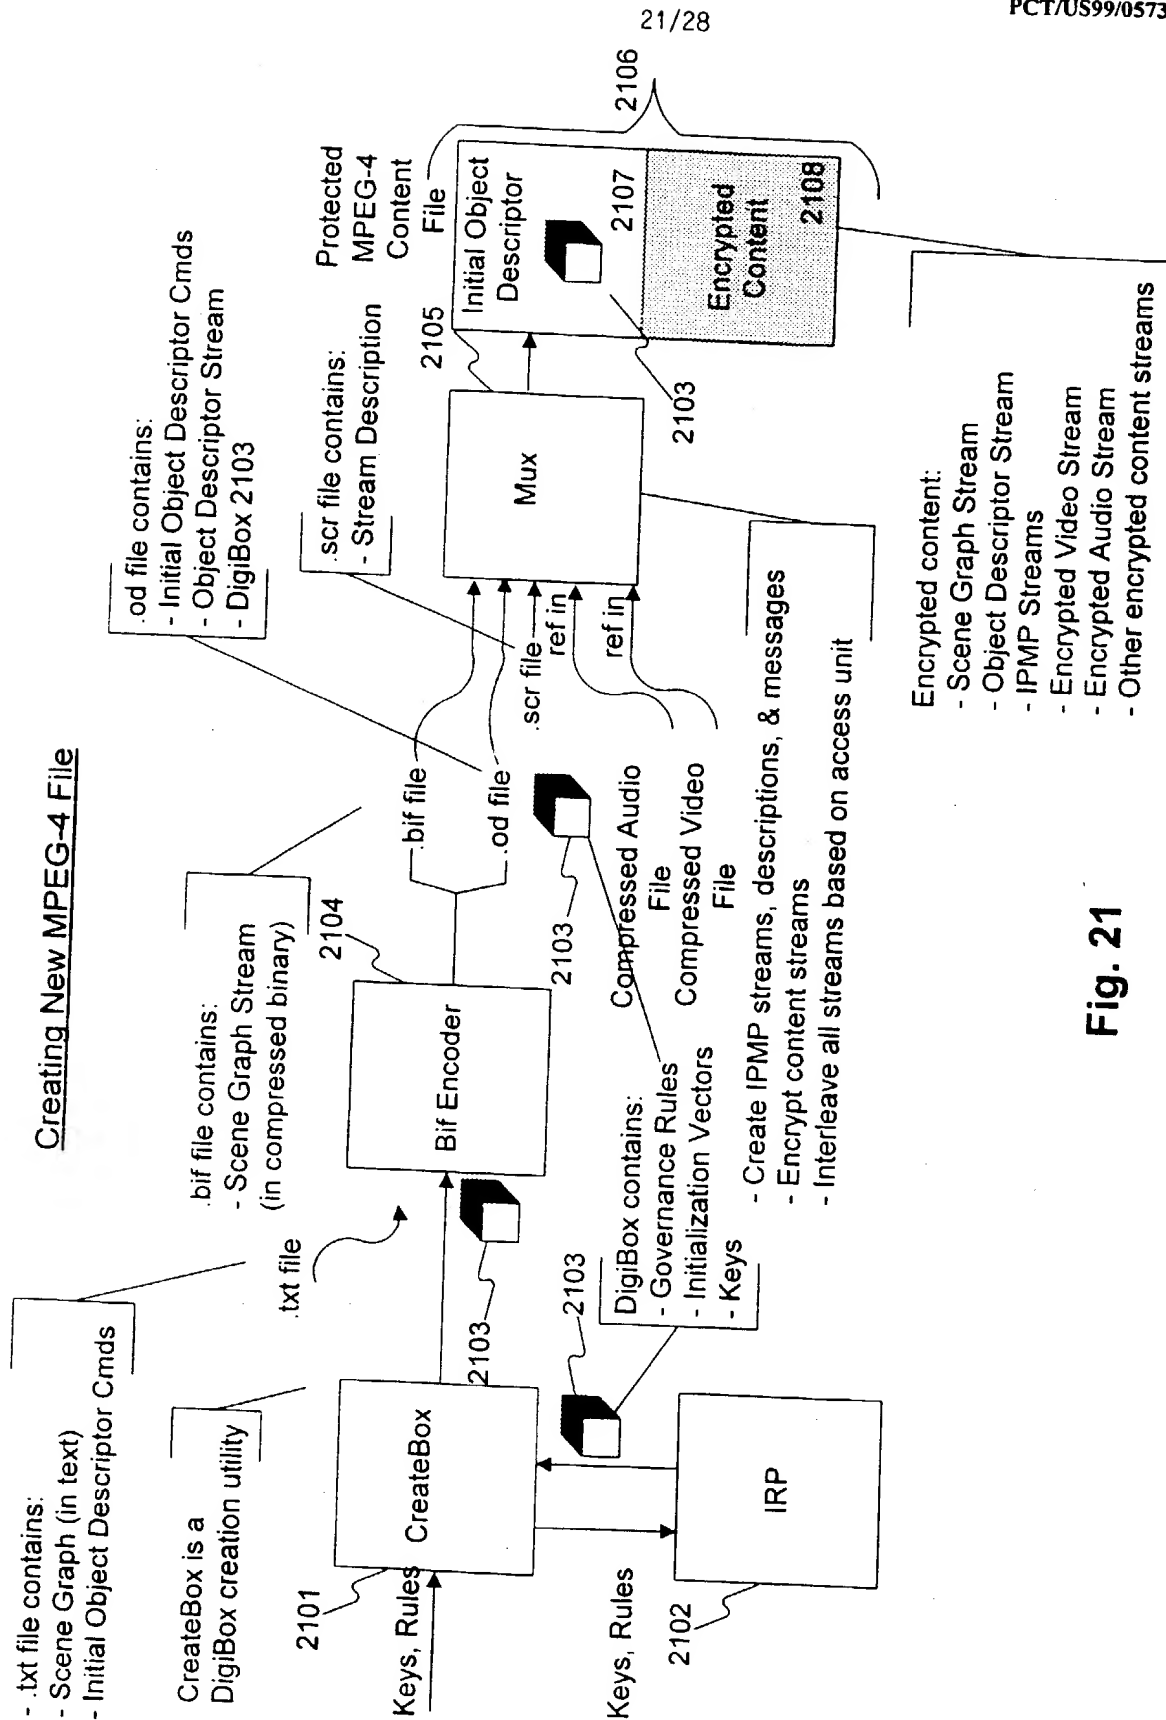 21/28
PCT/US99/0573
Creating New MPEG-4 File
- .txt file contains:
- Scene Graph (in text)
- Initial Object Descriptor Cmds
CreateBox is a
DigiBox creation utility
.bif file contains:
- Scene Graph Stream
(in compressed binary)
.od file contains:
- Initial Object Descriptor Cmds
- Object Descriptor Stream
- DigiBox 2103
.scr file contains:
- Stream Description
Protected
MPEG-4
Content
File
2101
Keys, Rules
CreateBox
.txt file
2103
2104
Bif Encoder
.bif file
.od file
2103
.scr file
ref in
ref in
2105
Mux
Initial Object
Descriptor
2107
2106
Encrypted
Content
2108
2103
Keys, Rules
2102
IRP
2103
DigiBox contains:
- Governance Rules
- Initialization Vectors
- Keys
Compressed Audio
File
Compressed Video
File
- Create IPMP streams, descriptions, & messages
- Encrypt content streams
- Interleave all streams based on access unit
Encrypted content:
- Scene Graph Stream
- Object Descriptor Stream
- IPMP Streams
- Encrypted Video Stream
- Encrypted Audio Stream
- Other encrypted content streams
Fig. 21